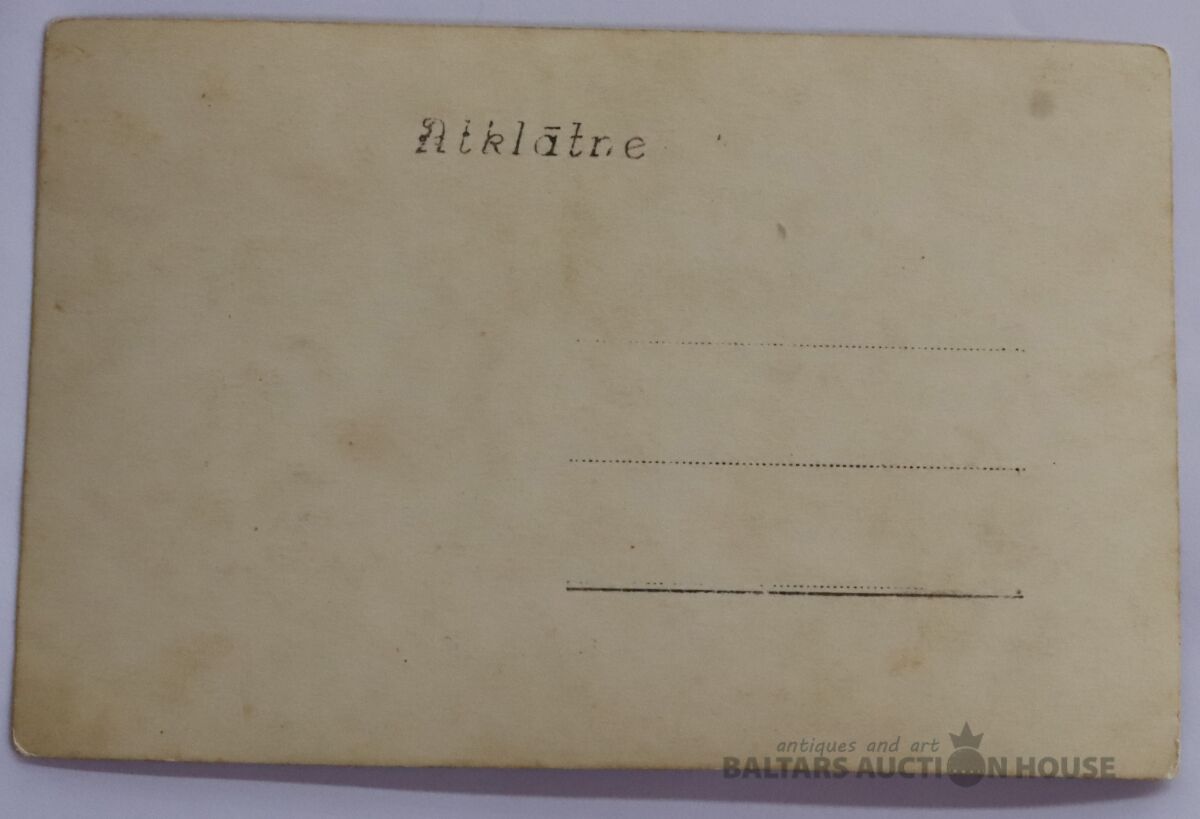 Atklātne
antiques and art
BALTARS AUCTION HOUSE